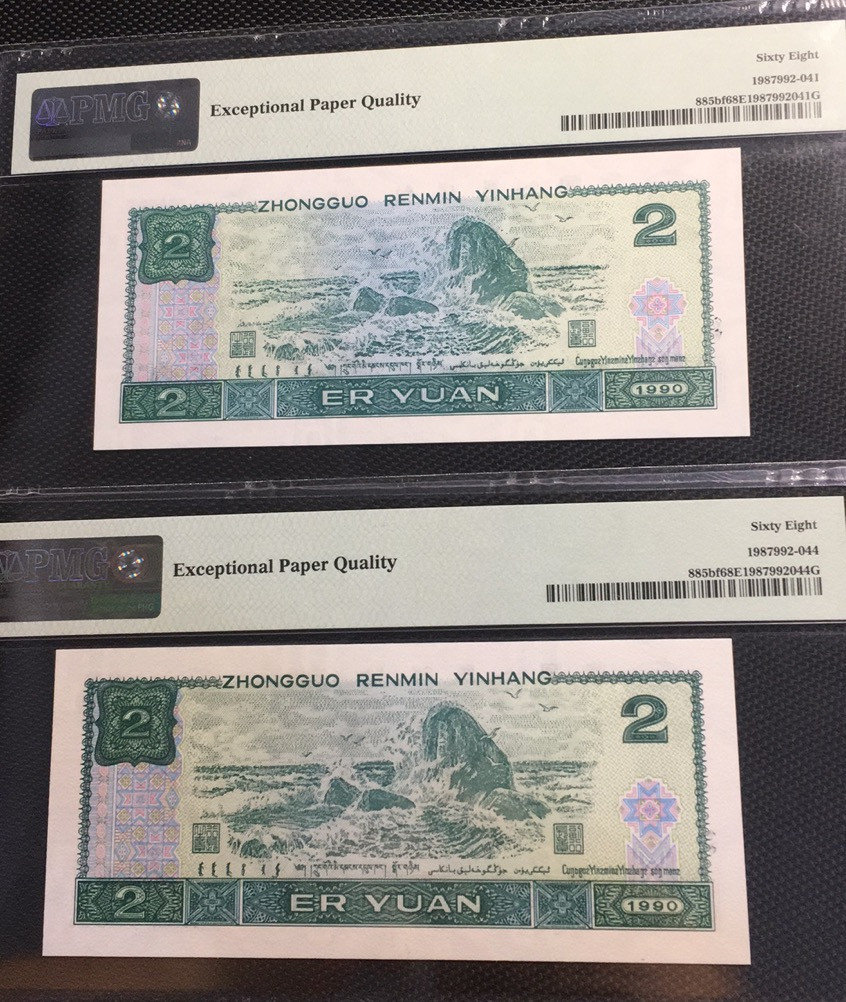 Sixty Eight
PMG
Exceptional Paper Quality
1987992-041
885bf68E1987992041G
ZHONGGUO RENMIN YINHANG
2
2
2
ER YUAN
1990
Sixty Eight
PMG
Exceptional Paper Quality
1987992-044
885bf68E1987992044G
ZHONGGUO RENMIN YINHANG
2
2
2
ER YUAN
1990